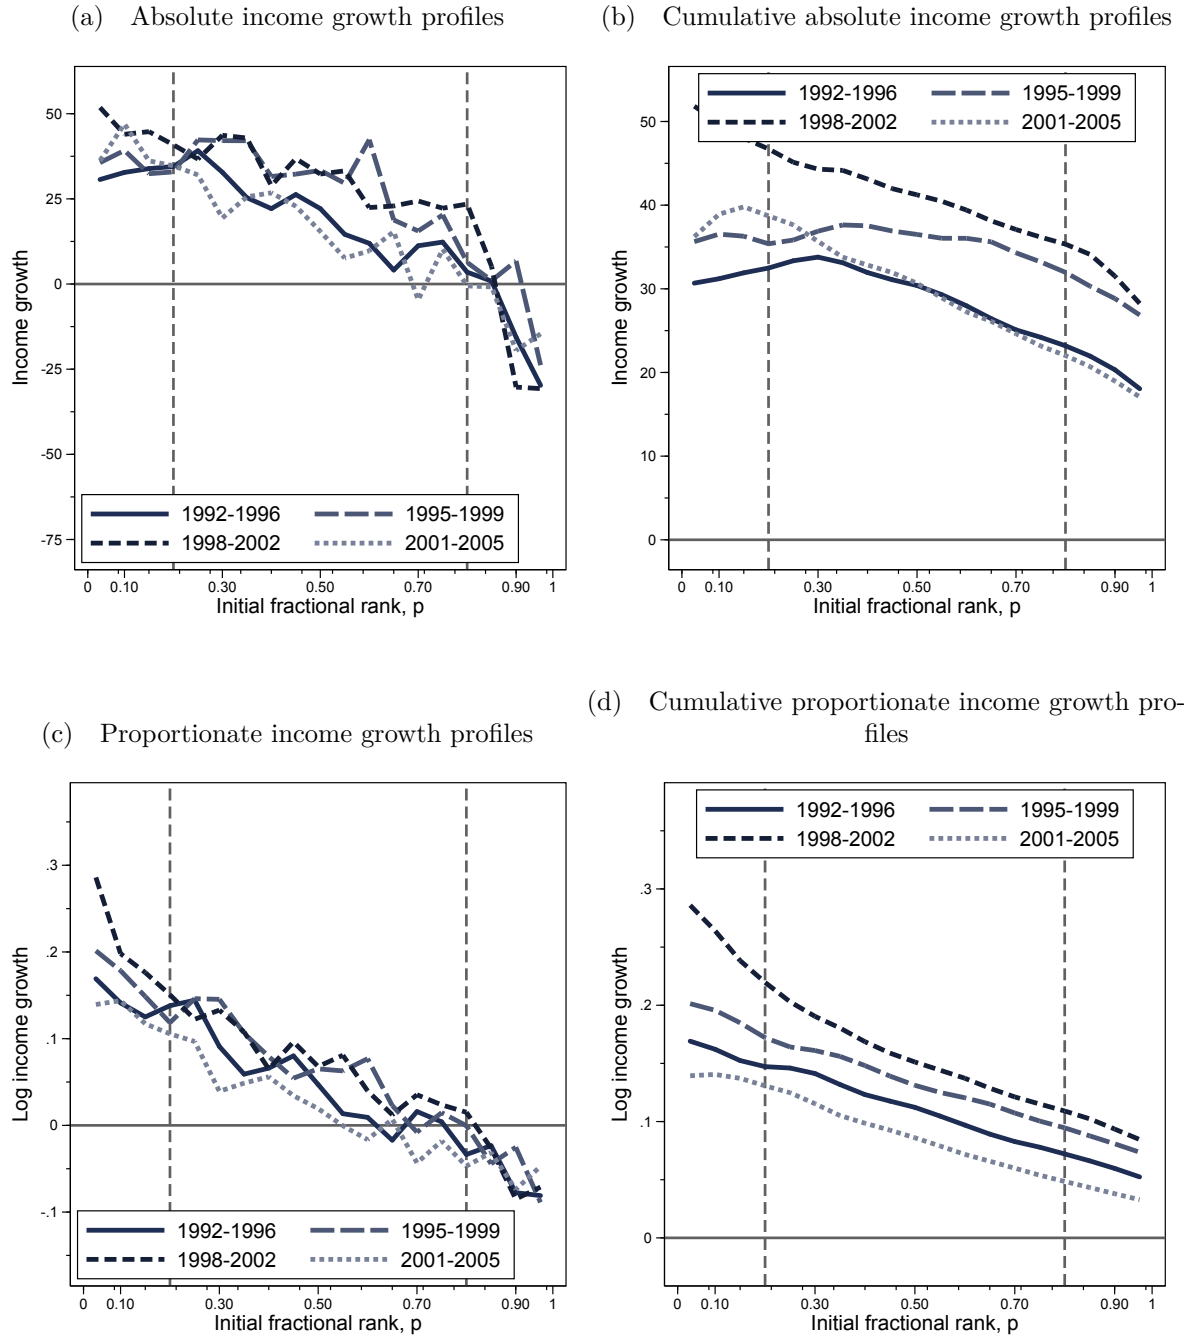 (a) Absolute income growth profiles
50
25
0
-25
-50
-75
Income growth
1992-1996 1995-1999
1998-2002 2001-2005
0 0.10 0.30 0.50 0.70 0.90 1
Initial fractional rank, p
(b) Cumulative absolute income growth profiles
1992-1996 1995-1999
1998-2002 2001-2005
50
40
30
20
10
0
Income growth
0 0.10 0.30 0.50 0.70 0.90 1
Initial fractional rank, p
(c) Proportionate income growth profiles
.3
.2
.1
0
-.1
Log income growth
1992-1996 1995-1999
1998-2002 2001-2005
0 0.10 0.30 0.50 0.70 0.90 1
Initial fractional rank, p
(d) Cumulative proportionate income growth pro-
files
1992-1996 1995-1999
1998-2002 2001-2005
.3
.2
.1
0
Log income growth
0 0.10 0.30 0.50 0.70 0.90 1
Initial fractional rank, p